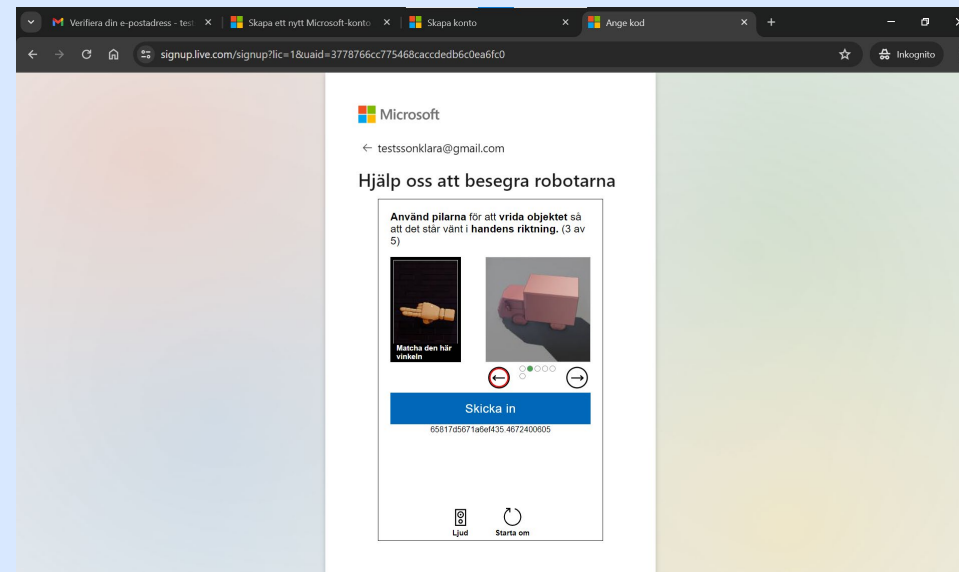 Verifiera din e-postadress - test
Skapa ett nytt Microsoft-konto
Skapa konto
Ange kod
signup.live.com/signup?lic=1&uaid=3778766cc775468caccdedb6c0ea6fc0
Inkognito
Microsoft
← testssonklara@gmail.com
Hjälp oss att besegra robotarna
Använd pilarna för att vrida objektet så
att det står vänt i handens riktning. (3 av
5)
Matcha den här
vinkeln
Skicka in
65817d5671a6ef435.4672400605
Ljud
Starta om